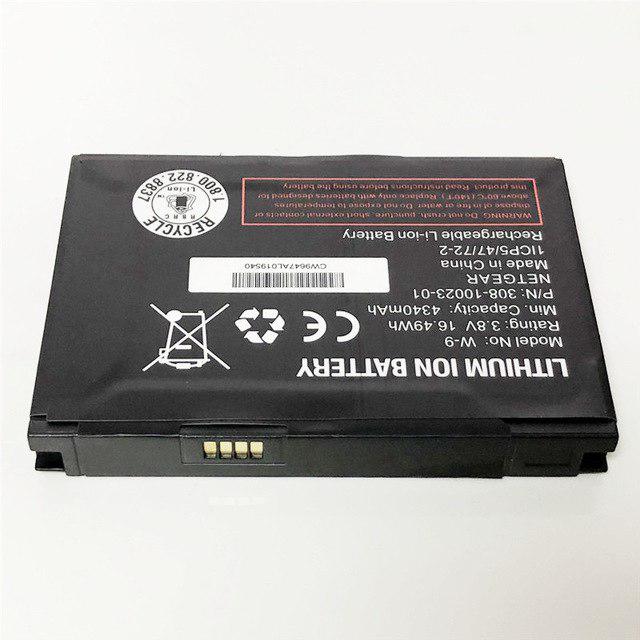 LITHIUM ION BATTERY
Model No: W-9
Rating: 3.8V 16.49Wh
Min. Capacity: 4340mAh
P/N: 308-10023-01
NETGEAR
Made in China
1ICP5/47/72-2
Rechargeable Li-ion Battery
WARNING
Do not crush, puncture, short external contacts or
dispose of in fire or water. Do not expose to temperatures
above 60°C (140°F). Replace only with batteries specified for
this product. Read instructions before using the battery
CE
CW9647AL019540
RBRC
Li-ion
RECYCLE
1.800.822.8837